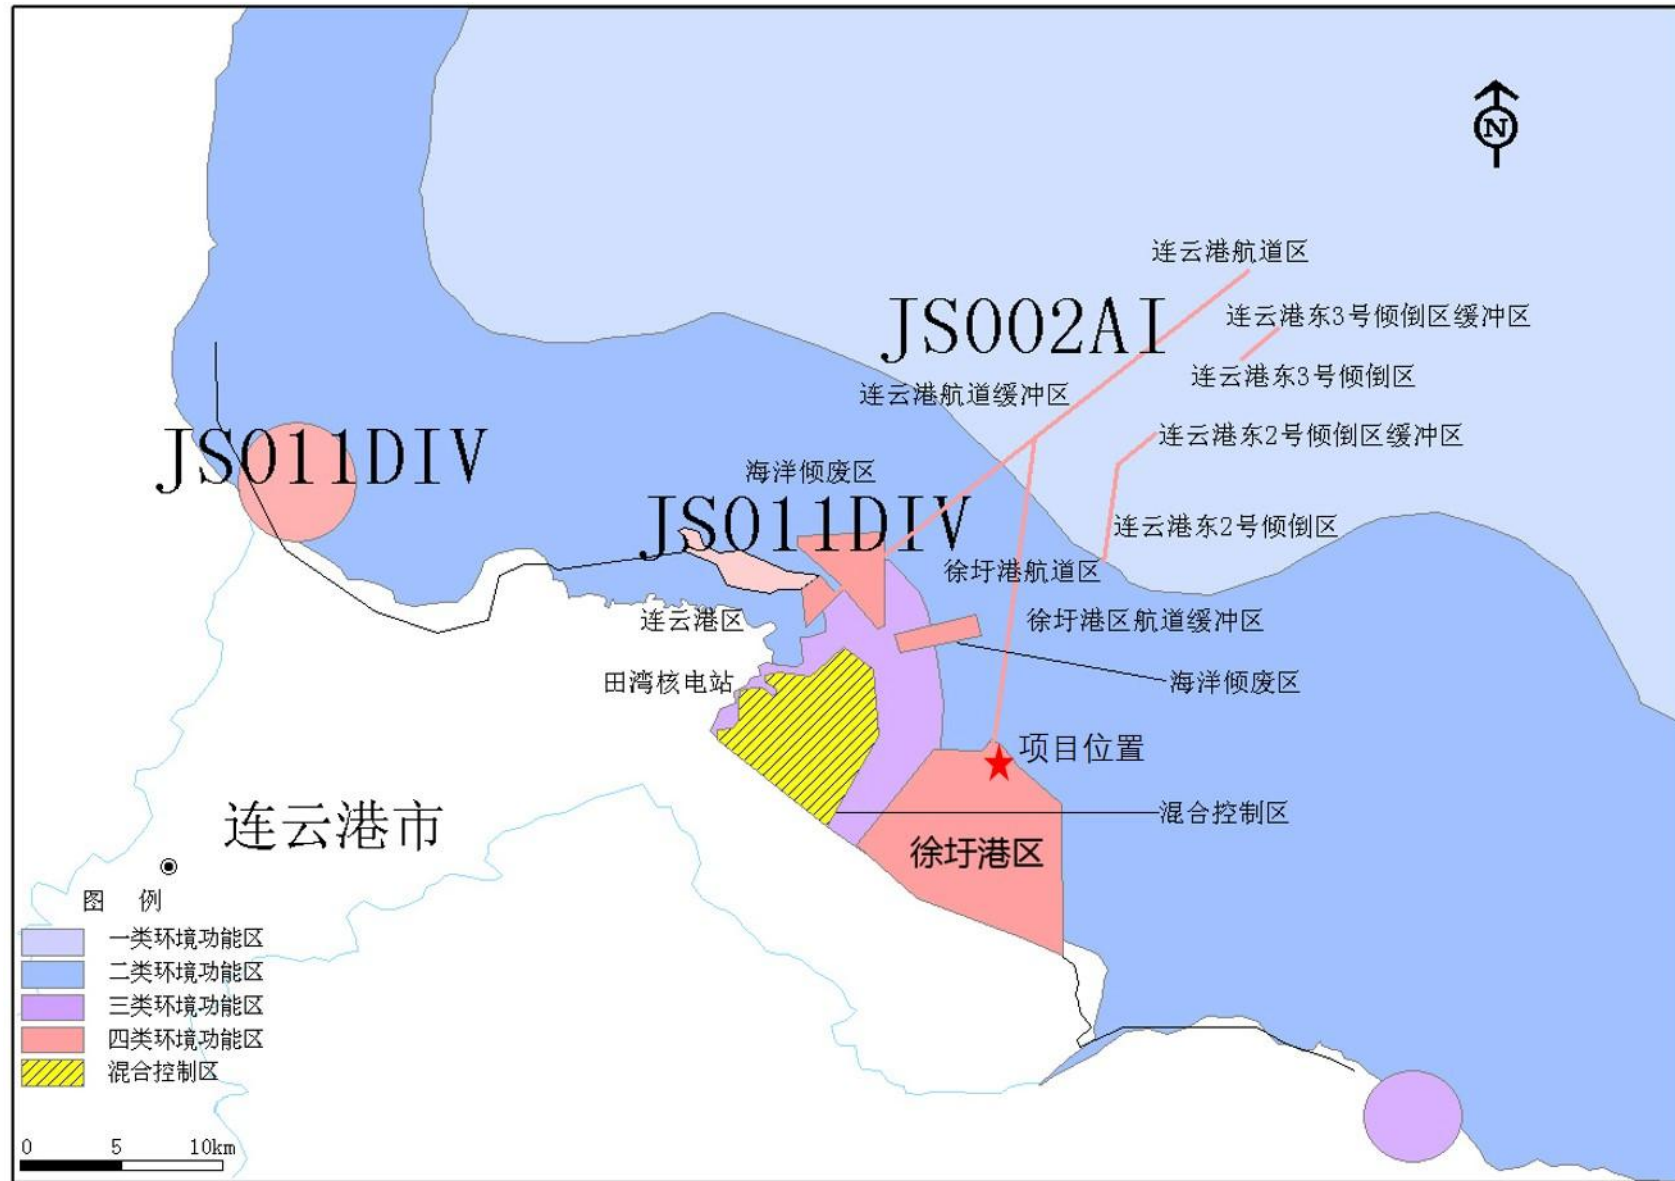 N
连云港航道区
JS002AI
连云港东3号倾倒区缓冲区
连云港东3号倾倒区
连云港航道缓冲区
连云港东2号倾倒区缓冲区
JS011DIV
海洋倾废区
JS011DIV
连云港东2号倾倒区
徐圩港航道区
连云港区
徐圩港区航道缓冲区
田湾核电站
海洋倾废区
项目位置
混合控制区
连云港市
徐圩港区
图 例
一类环境功能区
二类环境功能区
三类环境功能区
四类环境功能区
混合控制区
0 5 10km